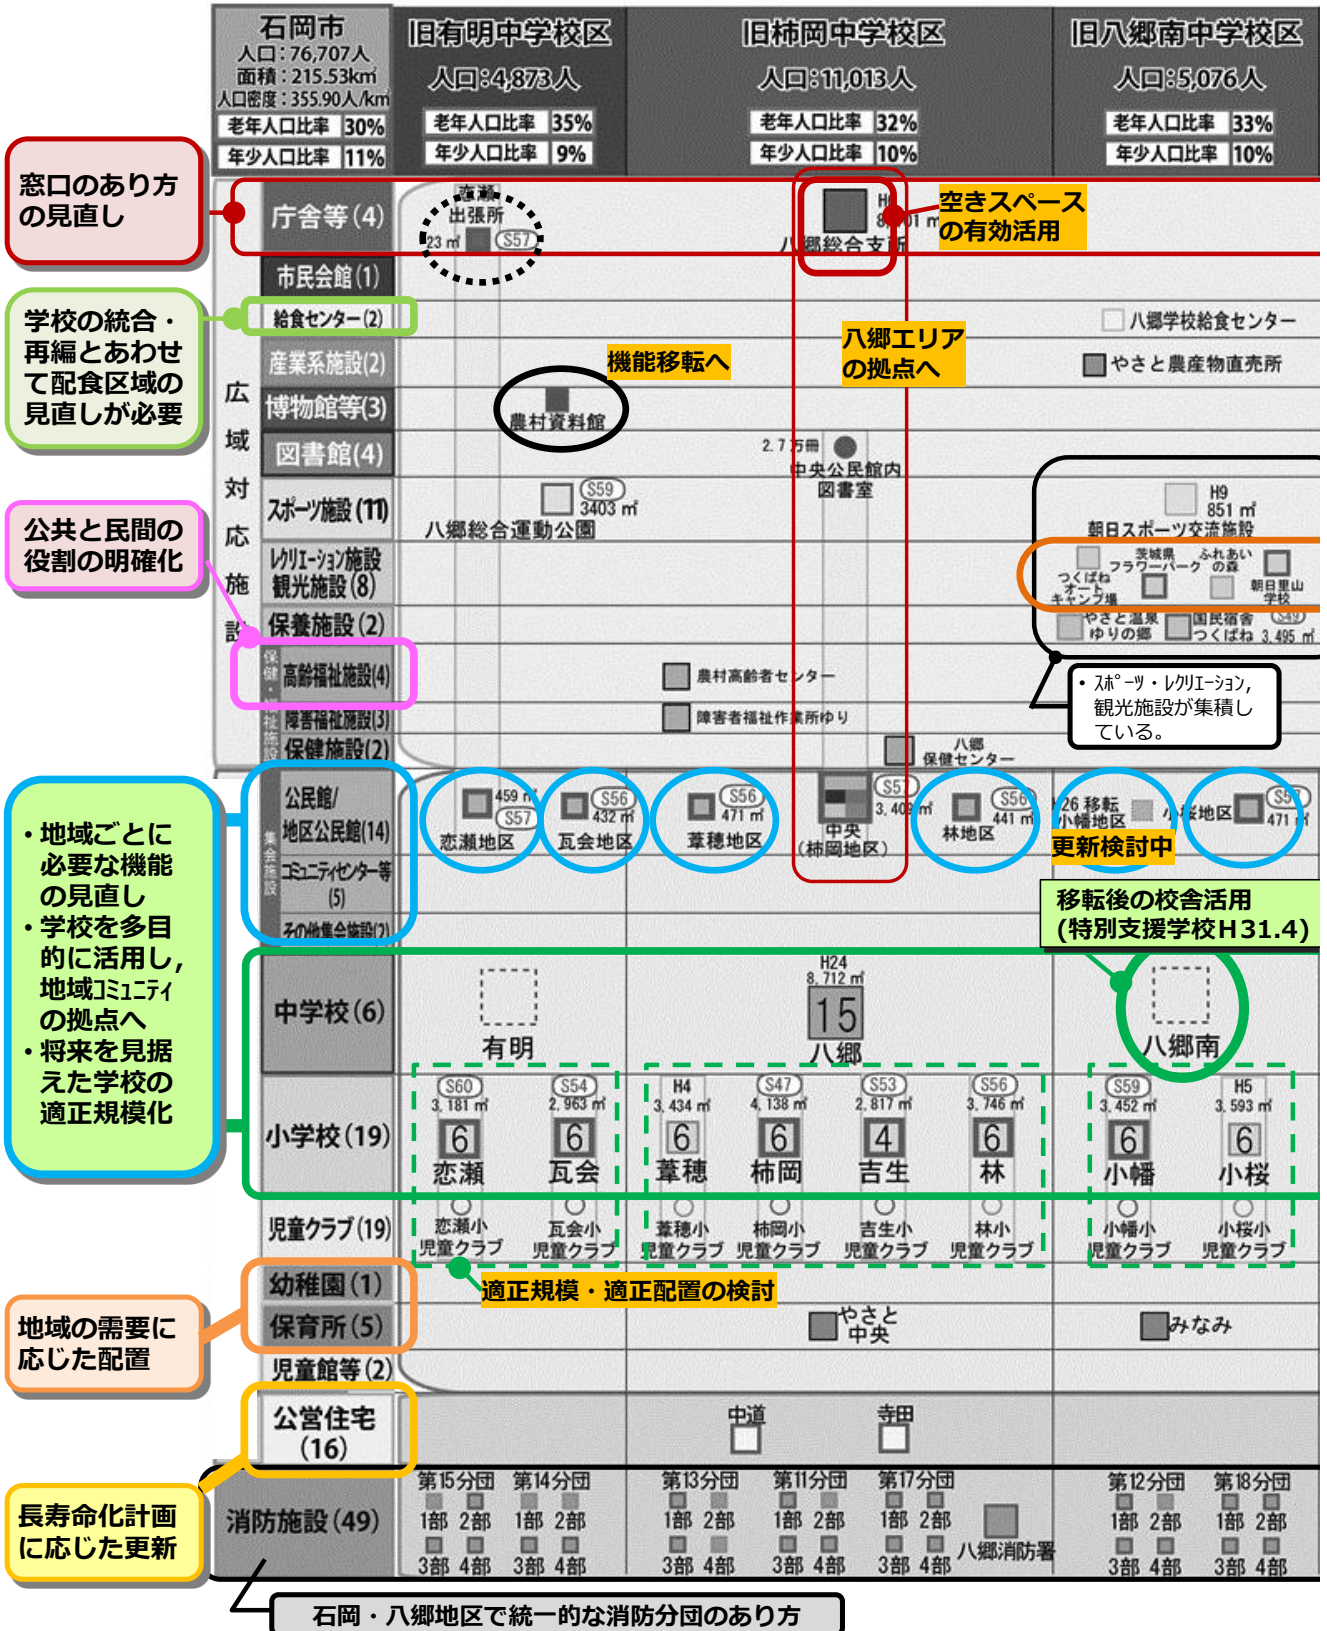 石岡市
人口：76,707人
面積：215.53km
人口密度：355.90人/km
老年人口比率 30%
年少人口比率 11%
旧有明中学校区
人口：4,873人
老年人口比率 35%
年少人口比率 9%
旧柿岡中学校区
人口：11,013人
老年人口比率 32%
年少人口比率 10%
旧八郷南中学校区
人口：5,076人
老年人口比率 33%
年少人口比率 10%
窓口のあり方
の見直し
学校の統合・
再編とあわせ
て配食区域の
見直しが必要
公共と民間の
役割の明確化
・地域ごとに
必要な機能
の見直し
・学校を多目
的に活用し，
地域コミュニティ
の拠点へ
・将来を見据
えた学校の
適正規模化
地域の需要に
応じた配置
長寿命化計画
に応じた更新
広域対応施設
庁舎等(4)
恋瀬
出張所
23㎡ S57
八郷総合支所
空きスペース
の有効活用
市民会館(1)
給食センター(2)
八郷学校給食センター
産業系施設(2)
機能移転へ
八郷エリア
の拠点へ
やさと農産物直売所
博物館等(3)
農村資料館
図書館(4)
2.7万冊
中央公民館内
図書室
スポーツ施設(11)
S59
3403㎡
八郷総合運動公園
H9
851㎡
朝日スポーツ交流施設
レクリエーション施設
観光施設(8)
つくばね
オート
キャンプ場
茨城県
フラワーパーク
ふれあい
の森
朝日里山
学校
保養施設(2)
やさと温泉
ゆりの郷
国民宿舎
つくばね
S49
3,495㎡
保健・福祉施設
高齢福祉施設(4)
農村高齢者センター
・スポーツ・レクリエーション，
観光施設が集積し
ている。
障害福祉施設(3)
障害者福祉作業所ゆり
保健施設(2)
八郷
保健センター
集会施設
公民館/
地区公民館(14)
459㎡
S57
恋瀬地区
S56
432㎡
瓦会地区
S56
471㎡
葦穂地区
S57
3,409㎡
中央
(柿岡地区)
S56
441㎡
林地区
H26 移転
小幡地区
小桜地区
S57
471㎡
更新検討中
コミュニティセンター等
(5)
その他集会施設(2)
移転後の校舎活用
(特別支援学校H31.4)
中学校(6)
有明
H24
8,712㎡
15
八郷
八郷南
小学校(19)
S60
3,181㎡
6
恋瀬
S54
2,963㎡
6
瓦会
H4
3,434㎡
6
葦穂
S47
4,138㎡
6
柿岡
S53
2,817㎡
4
吉生
S56
3,746㎡
6
林
S59
3,452㎡
6
小幡
H5
3,593㎡
6
小桜
児童クラブ(19)
恋瀬小
児童クラブ
瓦会小
児童クラブ
葦穂小
児童クラブ
柿岡小
児童クラブ
吉生小
児童クラブ
林小
児童クラブ
小幡小
児童クラブ
小桜小
児童クラブ
適正規模・適正配置の検討
幼稚園(1)
保育所(5)
やさと
中央
みなみ
児童館等(2)
公営住宅
(16)
中道
寺田
消防施設(49)
第15分団
1部 2部
3部 4部
第14分団
1部 2部
3部 4部
第13分団
1部 2部
3部 4部
第11分団
1部 2部
3部 4部
第17分団
1部 2部
3部 4部
八郷消防署
第12分団
1部 2部
3部 4部
第18分団
1部 2部
3部 4部
石岡・八郷地区で統一的な消防分団のあり方